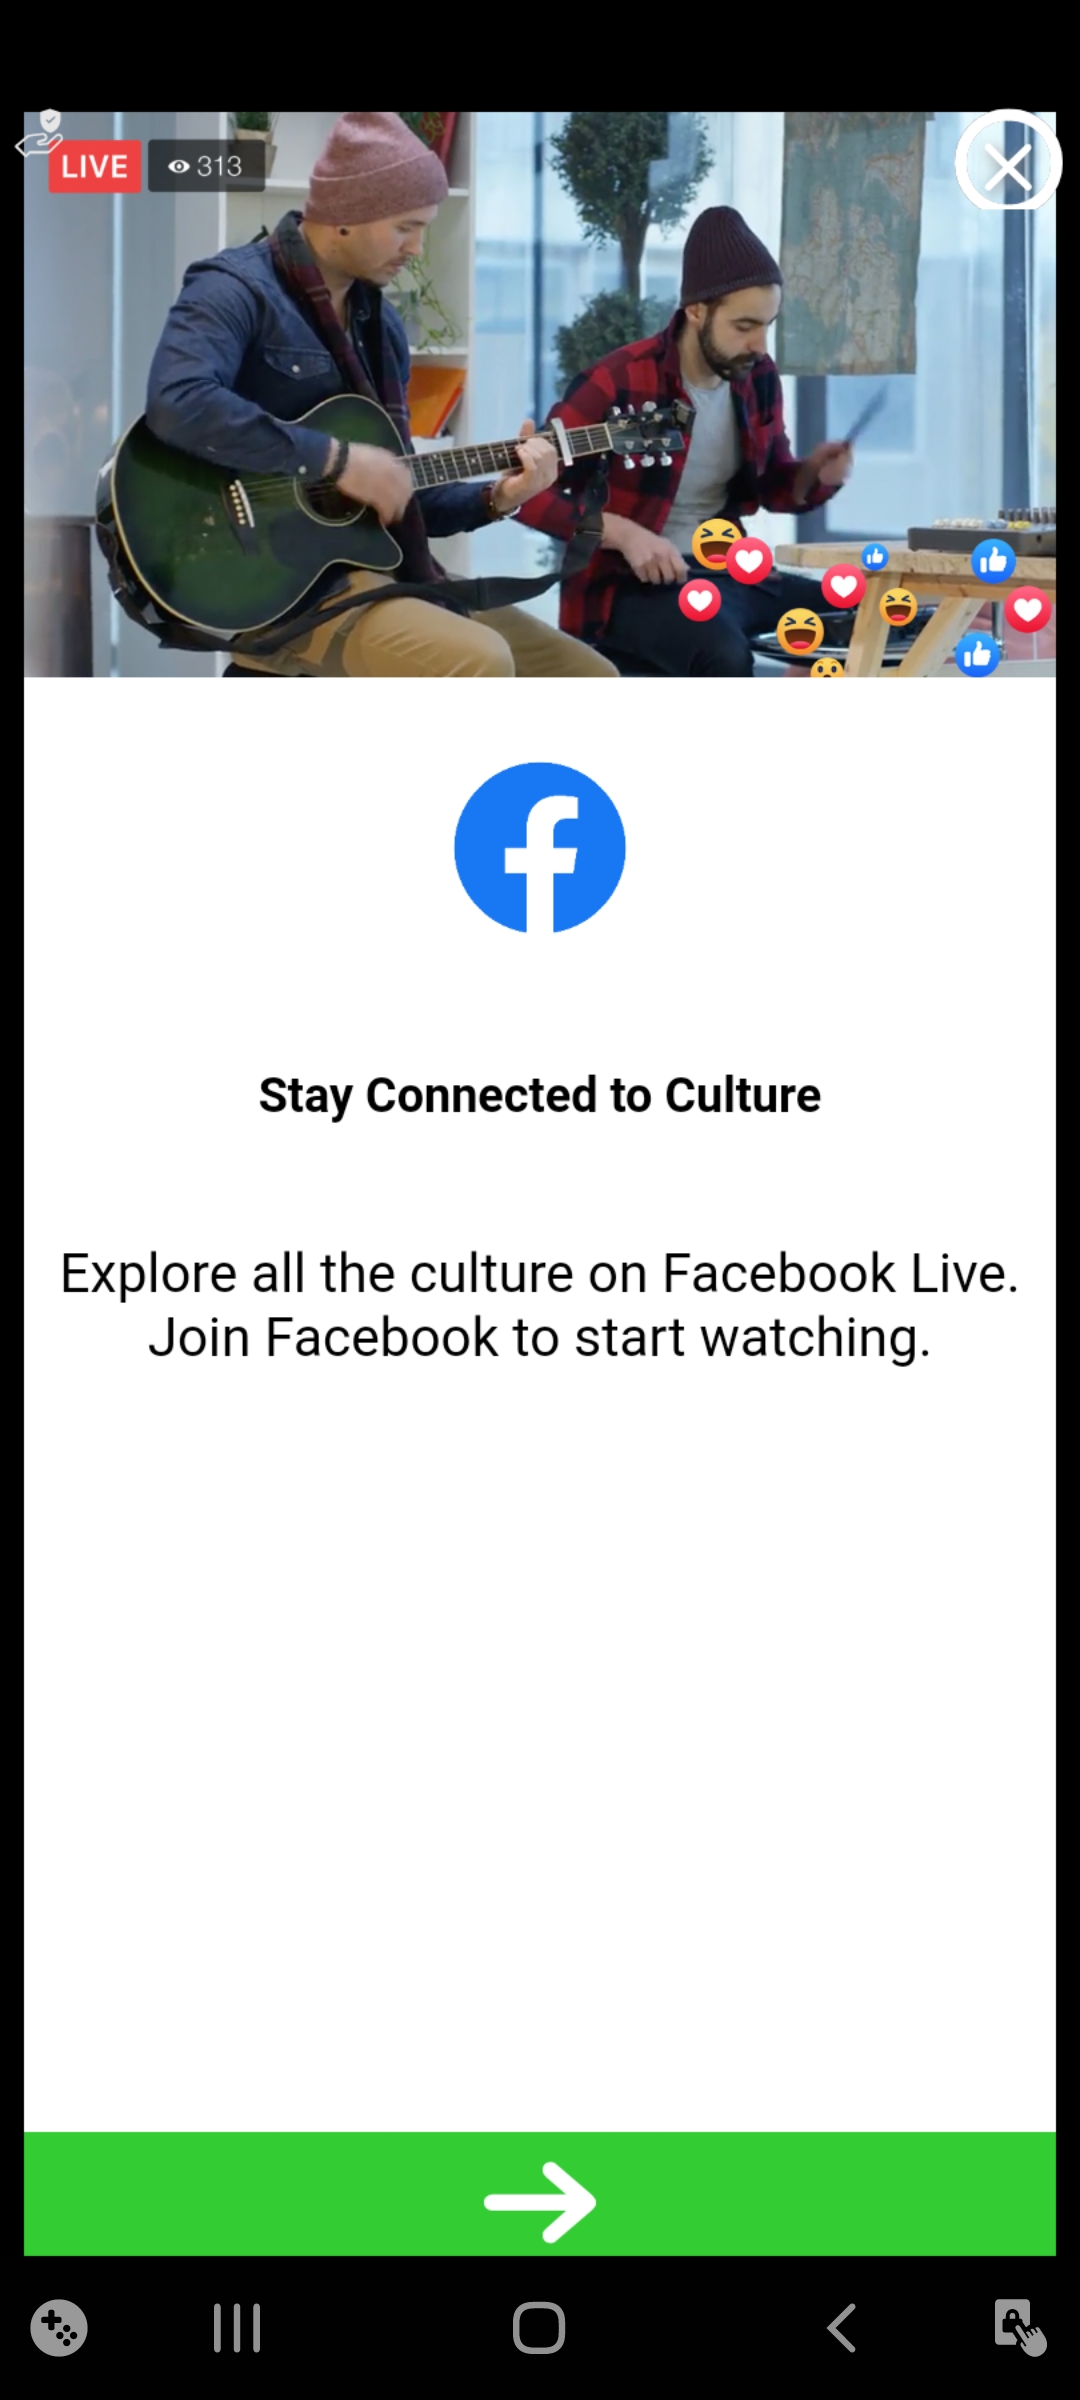 LIVE
313
Stay Connected to Culture
Explore all the culture on Facebook Live.
Join Facebook to start watching.